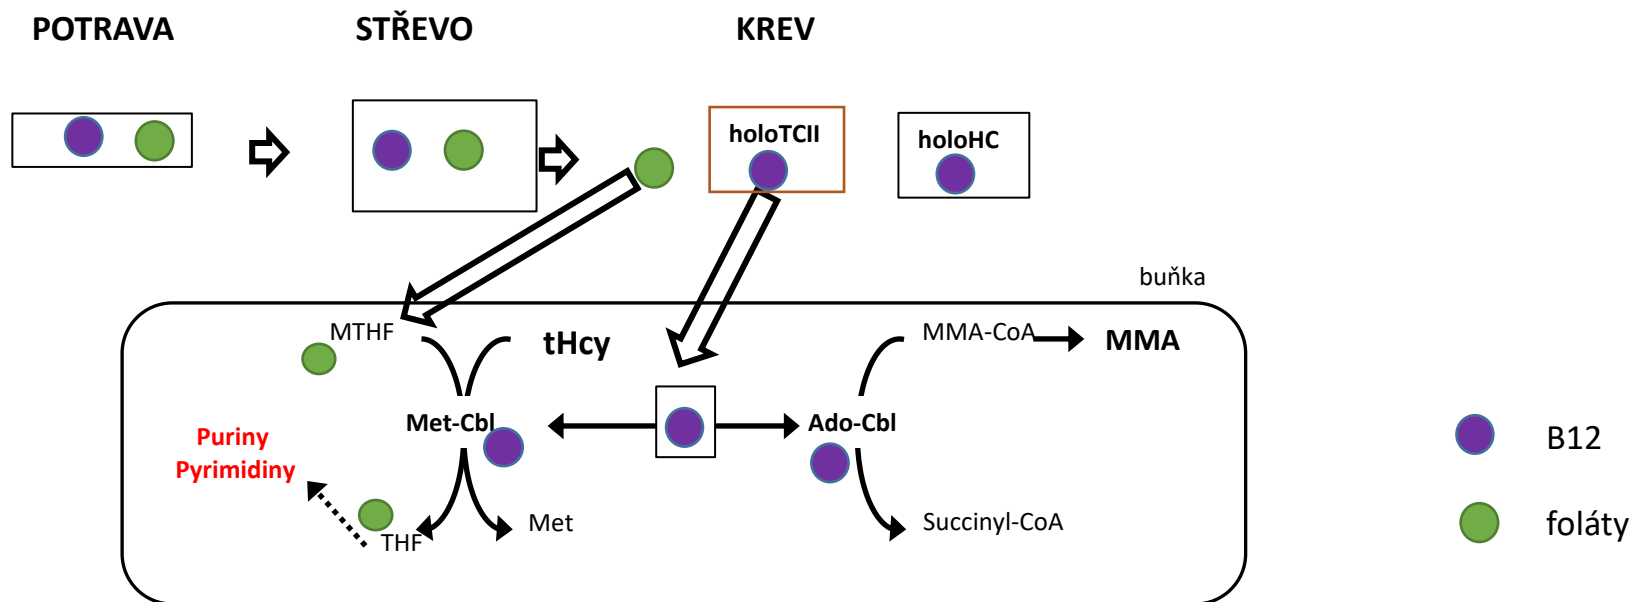 POTRAVA
STŘEVO
KREV
holoTCII
holoHC
buňka
MTHF
tHcy
MMA-CoA
MMA
Met-Cbl
Ado-Cbl
Puriny
Pyrimidiny
THF
Met
Succinyl-CoA
B12
foláty